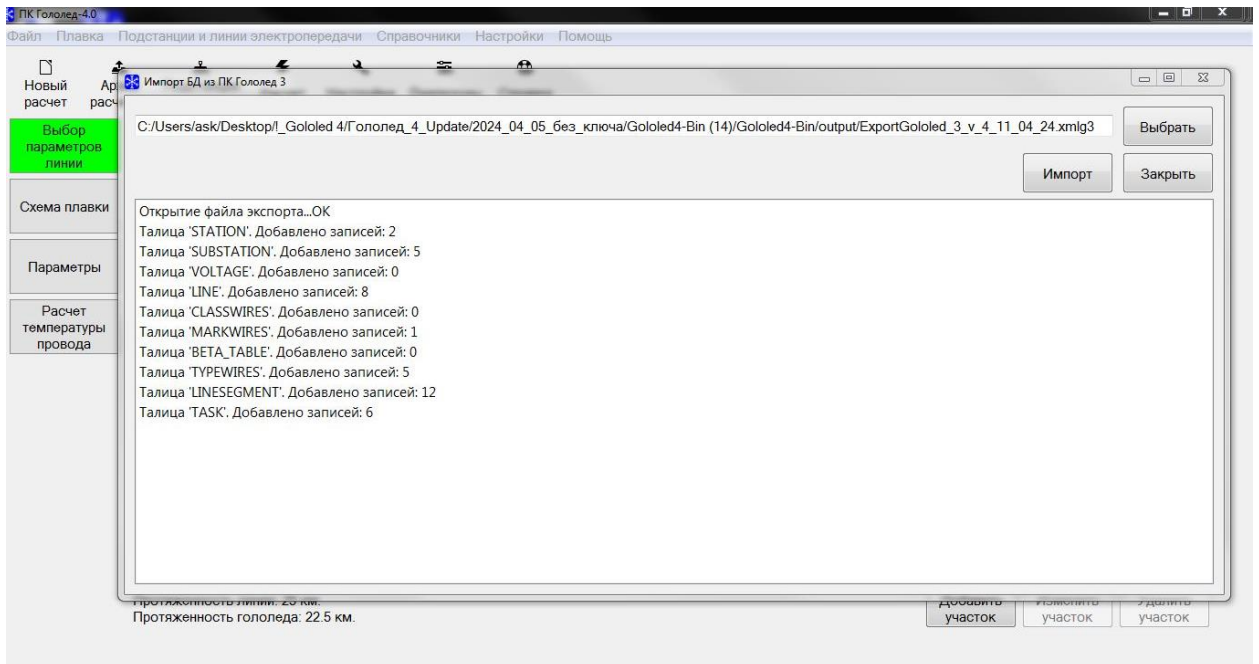 ПК Гололед-4.0
Файл Плавка Подстанции и линии электропередачи Справочники Настройки Помощь
Новый расчет
Импорт БД из ПК Гололед 3
Выбор параметров линии
C:/Users/ask/Desktop/!_Gololed 4/Гололед_4_Update/2024_04_05_без_ключа/Gololed4-Bin (14)/Gololed4-Bin/output/ExportGololed_3_v_4_11_04_24.xmlg3
Выбрать
Импорт
Закрыть
Схема плавки
Параметры
Расчет температуры провода
Открытие файла экспорта...ОК
Талица 'STATION'. Добавлено записей: 2
Талица 'SUBSTATION'. Добавлено записей: 5
Талица 'VOLTAGE'. Добавлено записей: 0
Талица 'LINE'. Добавлено записей: 8
Талица 'CLASSWIRES'. Добавлено записей: 0
Талица 'MARKWIRES'. Добавлено записей: 1
Талица 'BETA_TABLE'. Добавлено записей: 0
Талица 'TYPEWIRES'. Добавлено записей: 5
Талица 'LINESEGMENT'. Добавлено записей: 12
Талица 'TASK'. Добавлено записей: 6
Протяженность гололеда: 22.5 км.
Добавить участок
Изменить участок
Удалить участок